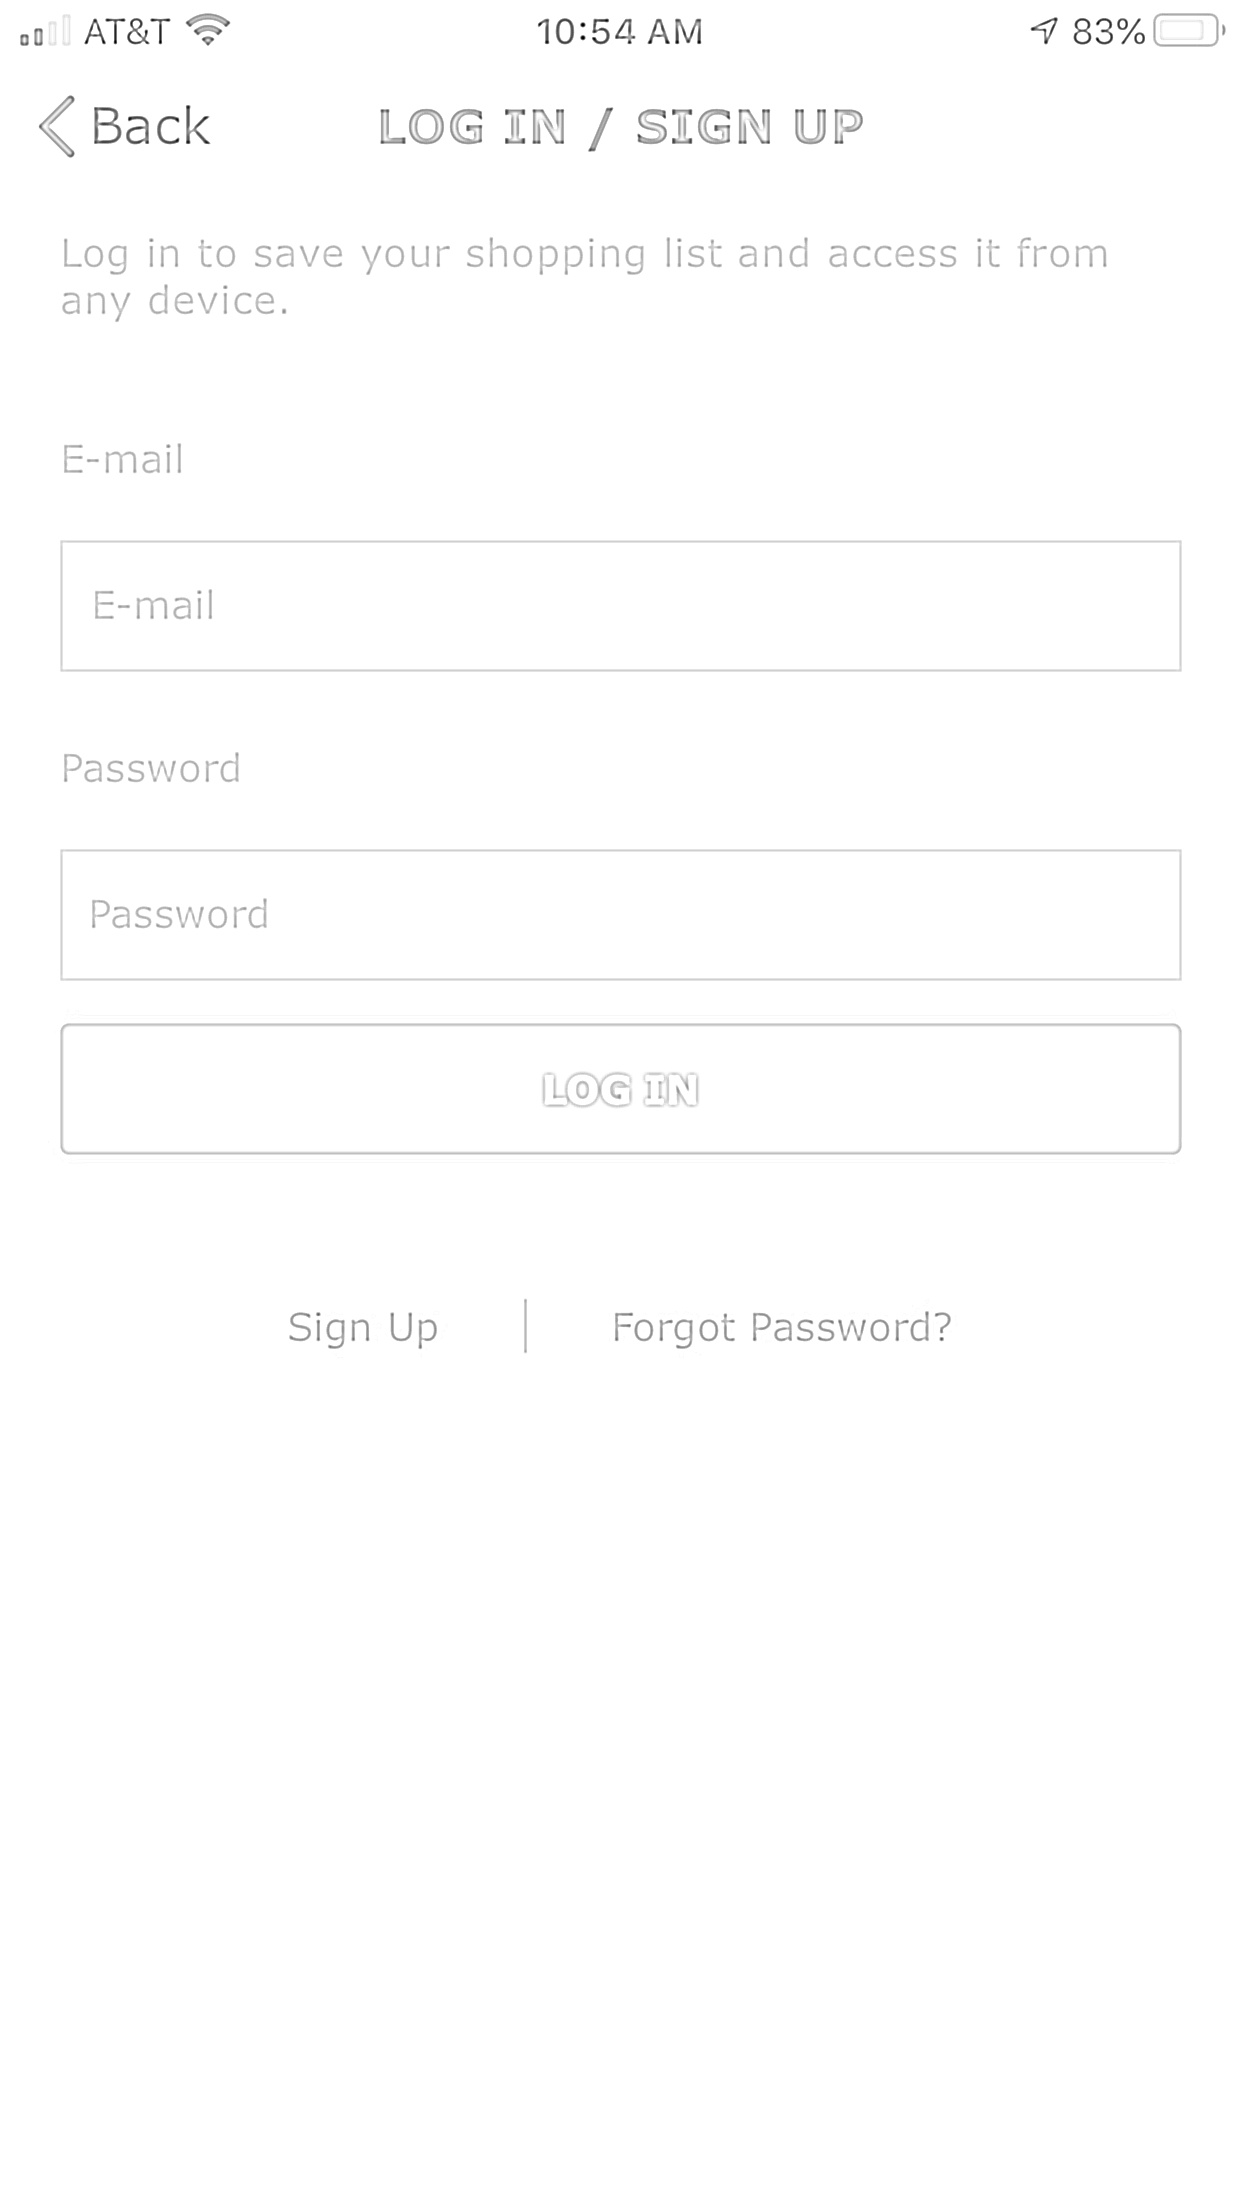 AT&T 10:54 AM 83%
Back LOG IN / SIGN UP
Log in to save your shopping list and access it from
any device.
E-mail
E-mail
Password
Password
LOG IN
Sign Up | Forgot Password?